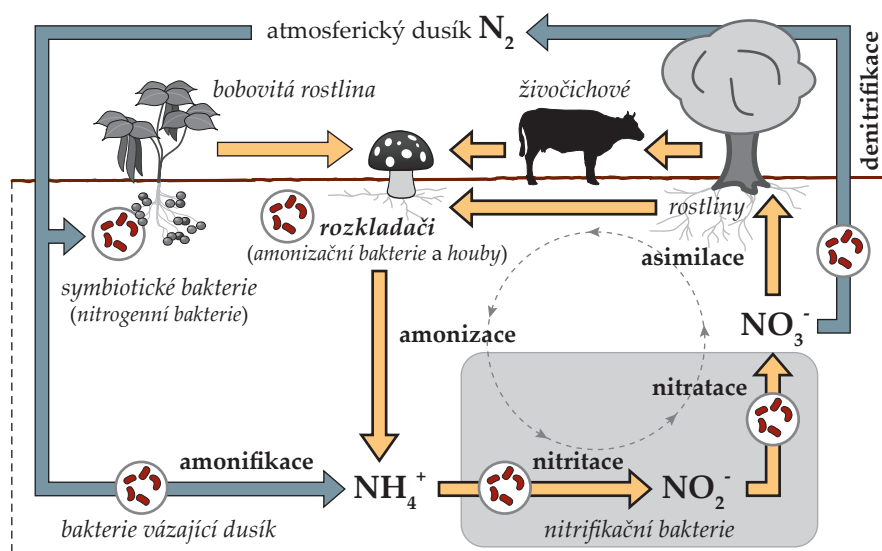 atmosferický dusík N₂
denitrifikace
bobovitá rostlina
živočichové
rostliny
rozkladači
(amonizační bakterie a houby)
asimilace
symbiotické bakterie
(nitrogenní bakterie)
amonizace
NO₃⁻
nitratace
amonifikace
NH₄⁺
nitritace
NO₂⁻
bakterie vázající dusík
nitrifikační bakterie